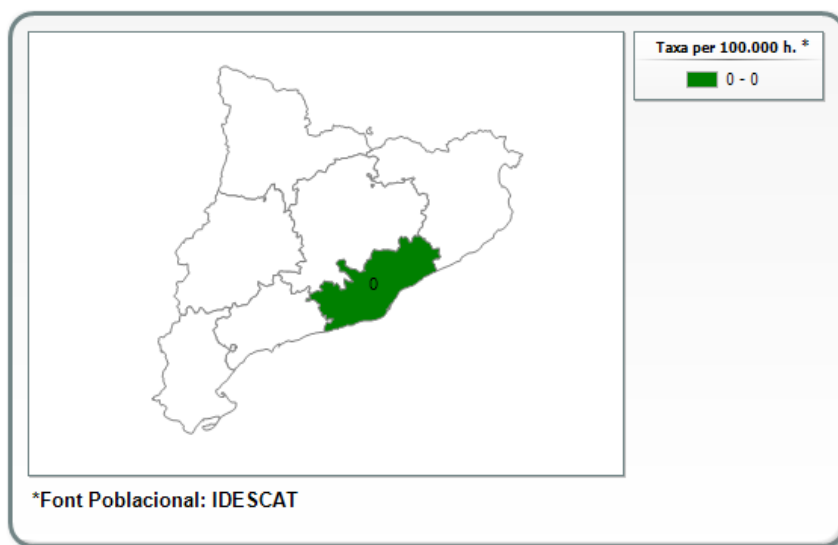 Taxa per 100.000 h. *
0 - 0
0
*Font Poblacional: IDESCAT